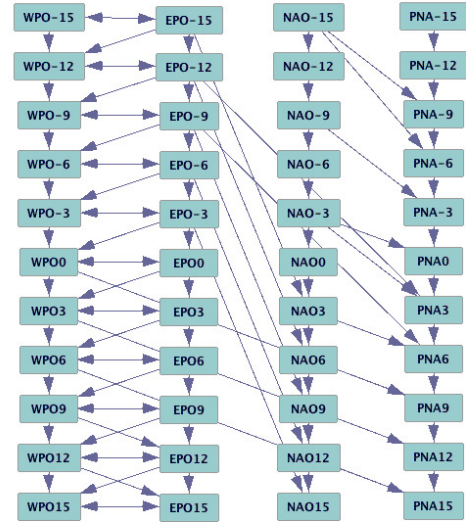 WPO-15 EPO-15 NAO-15 PNA-15
WPO-12 EPO-12 NAO-12 PNA-12
WPO-9 EPO-9 NAO-9 PNA-9
WPO-6 EPO-6 NAO-6 PNA-6
WPO-3 EPO-3 NAO-3 PNA-3
WPO0 EPO0 NAO0 PNA0
WPO3 EPO3 NAO3 PNA3
WPO6 EPO6 NAO6 PNA6
WPO9 EPO9 NAO9 PNA9
WPO12 EPO12 NAO12 PNA12
WPO15 EPO15 NAO15 PNA15